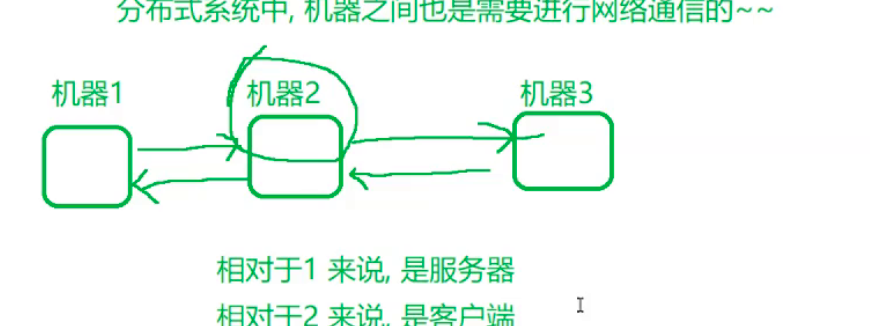 分布式系统中, 机器之间也是需要进行网络通信的~~
机器1 机器2 机器3
相对于1 来说, 是服务器
相对于2 来说, 是客户端